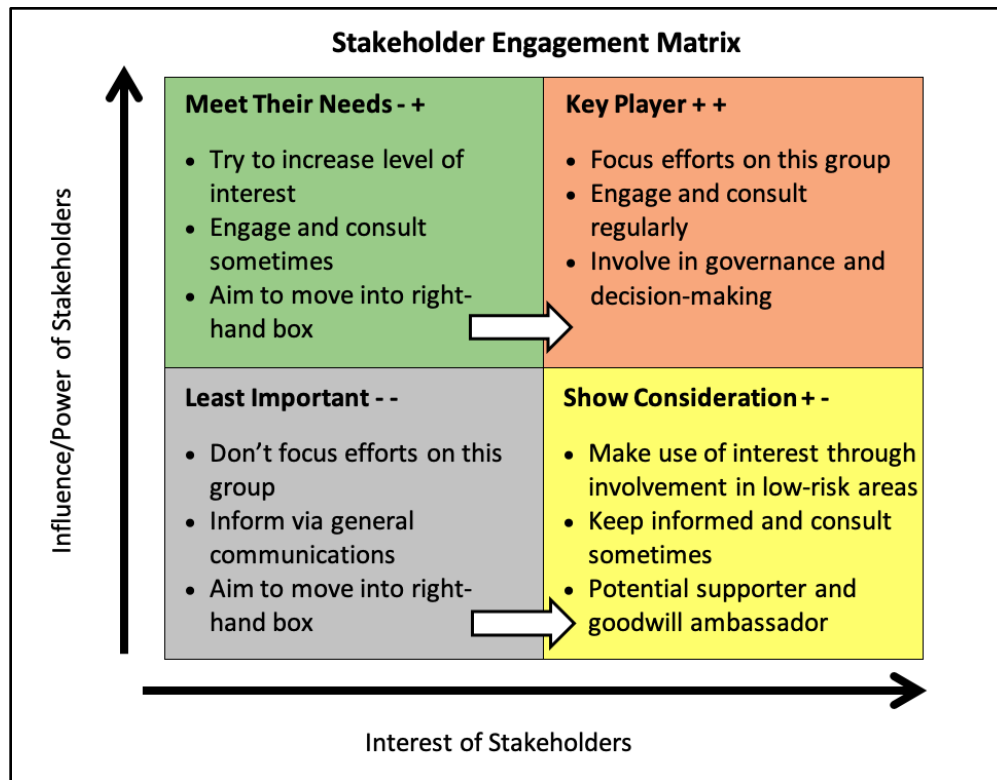 Stakeholder Engagement Matrix
Influence/Power of Stakeholders
Meet Their Needs - +
• Try to increase level of
interest
• Engage and consult
sometimes
• Aim to move into right-
hand box
Key Player + +
• Focus efforts on this group
• Engage and consult
regularly
• Involve in governance and
decision-making
Least Important - -
• Don’t focus efforts on this
group
• Inform via general
communications
• Aim to move into right-
hand box
Show Consideration + -
• Make use of interest through
involvement in low-risk areas
• Keep informed and consult
sometimes
• Potential supporter and
goodwill ambassador
Interest of Stakeholders